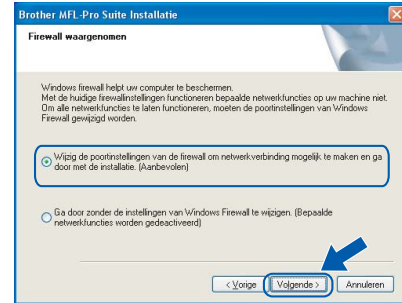 Brother MFL-Pro Suite Installatie
Firewall waargenomen
Windows firewall helpt uw computer te beschermen.
Met de huidige firewallinstellingen functioneren bepaalde netwerkfuncties op uw machine niet.
Om alle netwerkfuncties te laten functioneren, moeten de poortinstellingen van Windows
Firewall gewijzigd worden.
Wijzig de poortinstellingen van de firewall om netwerkverbinding mogelijk te maken en ga
door met de installatie. (Aanbevolen)
Ga door zonder de instellingen van Windows Firewall te wijzigen. (Bepaalde
netwerkfuncties worden gedeactiveerd)
< Vorige
Volgende >
Annuleren